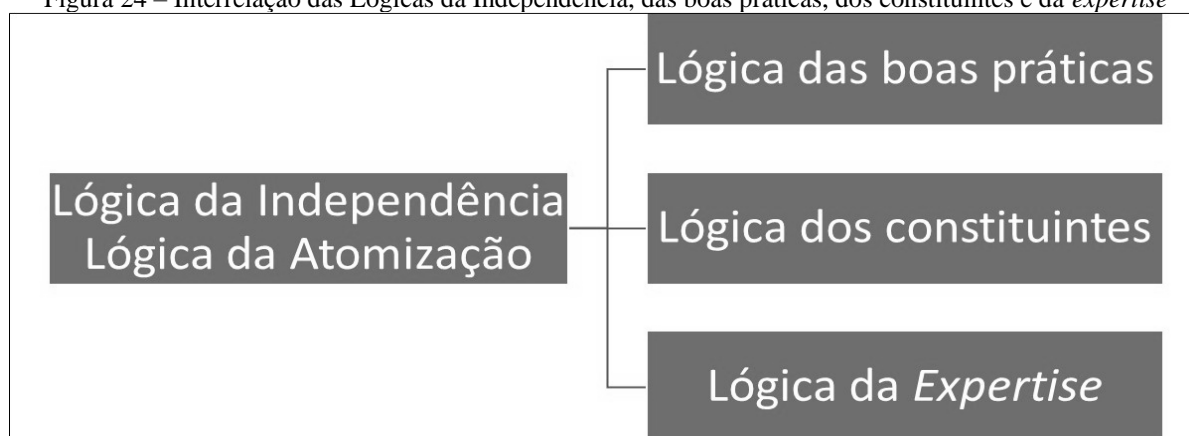 Figura 24 – Interrelação das Lógicas da Independência, das boas práticas, dos constituintes e da expertise
Lógica da Independência
Lógica da Atomização
Lógica das boas práticas
Lógica dos constituintes
Lógica da Expertise